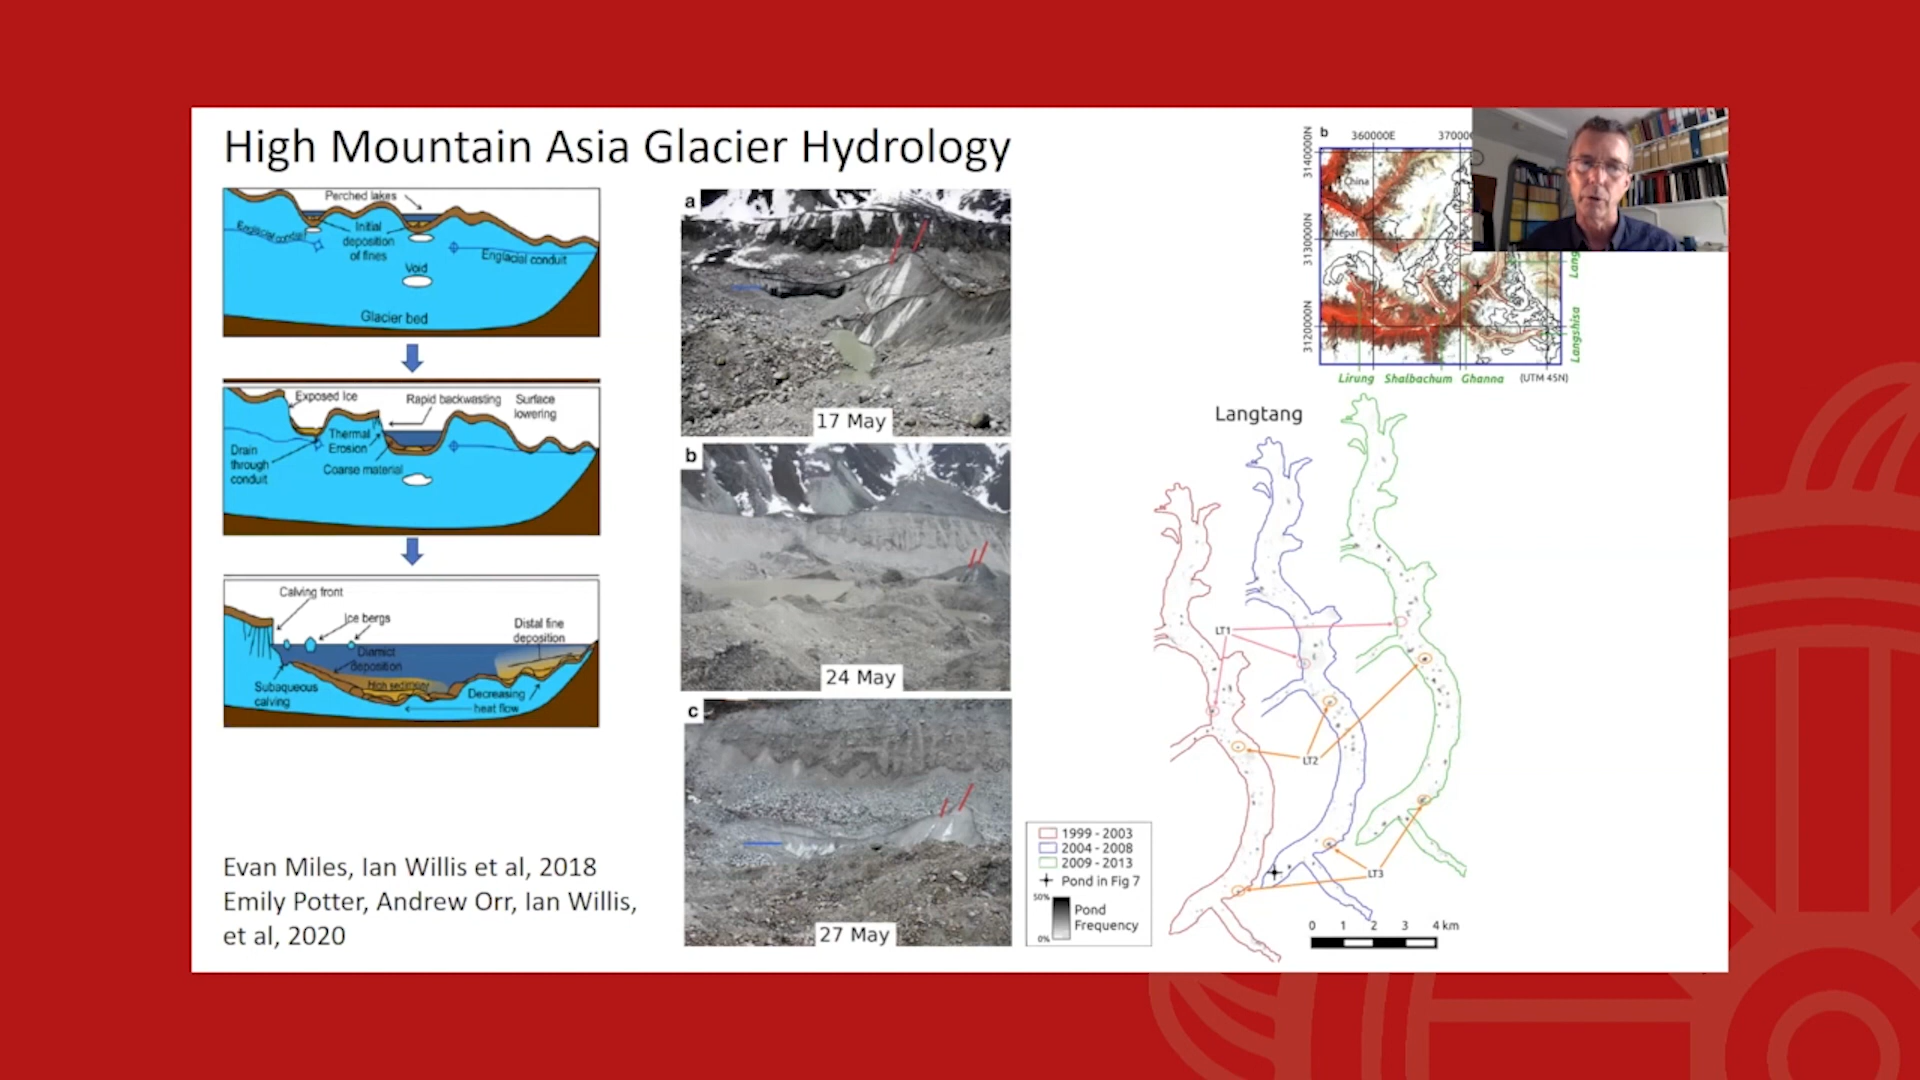 High Mountain Asia Glacier Hydrology
Perched lakes
Englacial conduit
Initial
deposition
of fines
Englacial conduit
Void
Glacier bed
Exposed Ice
Rapid backwasting
Surface
lowering
Thermal
Erosion
Drain
through
conduit
Coarse material
Calving front
Ice bergs
Distal fine
deposition
Diamict
deposition
High sediment
Subaqueous
calving
Decreasing
heat flow
Evan Miles, Ian Willis et al, 2018
Emily Potter, Andrew Orr, Ian Willis,
et al, 2020
a
17 May
b
24 May
c
27 May
b
360000E
3140000N
3130000N
3120000N
China
Nepal
Langshisa
Lirung Shalbachum Ghanna (UTM 45N)
Langtang
LT1
LT2
LT3
1999 - 2003
2004 - 2008
2009 - 2013
Pond in Fig 7
50%
Pond
Frequency
0%
0 1 2 3 4 km